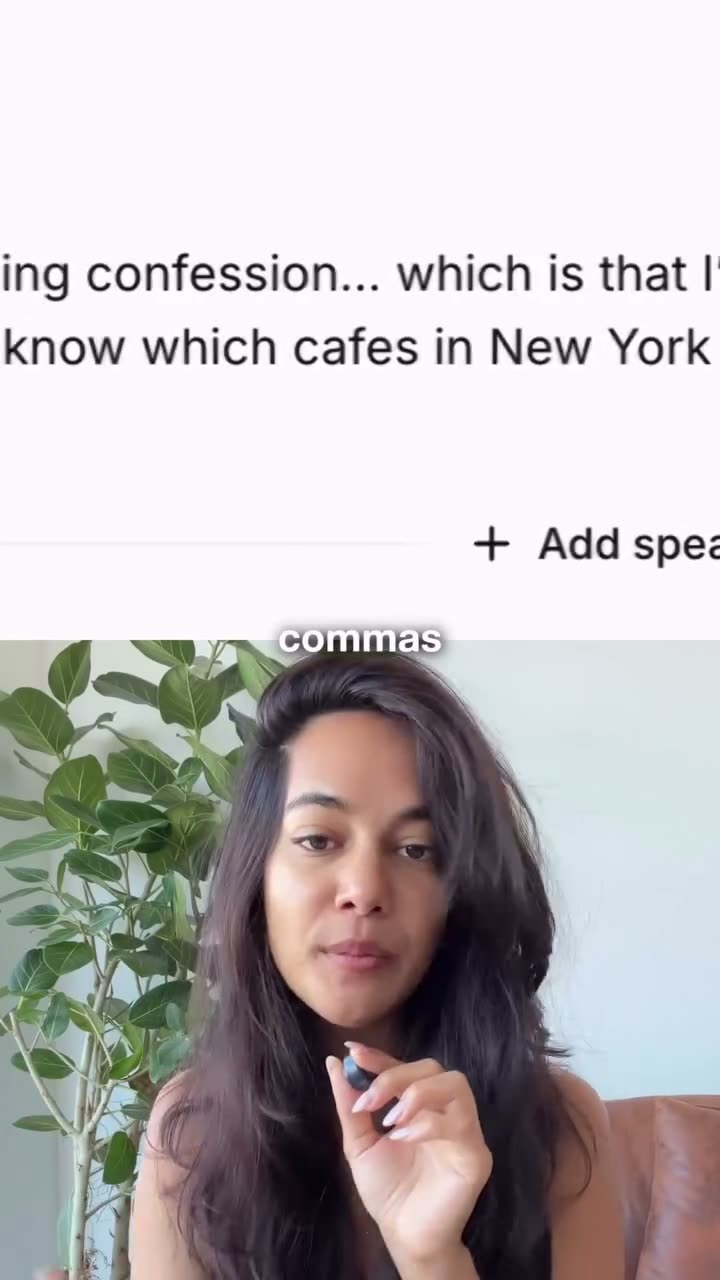 ing confession... which is that I'
know which cafes in New York
+ Add spea
commas